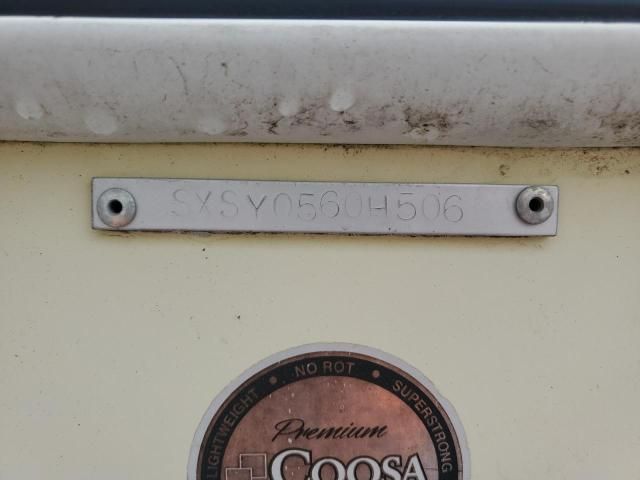 SXSY0560H506
LIGHTWEIGHT • NO ROT • SUPERSTRONG
Premium
COOSA